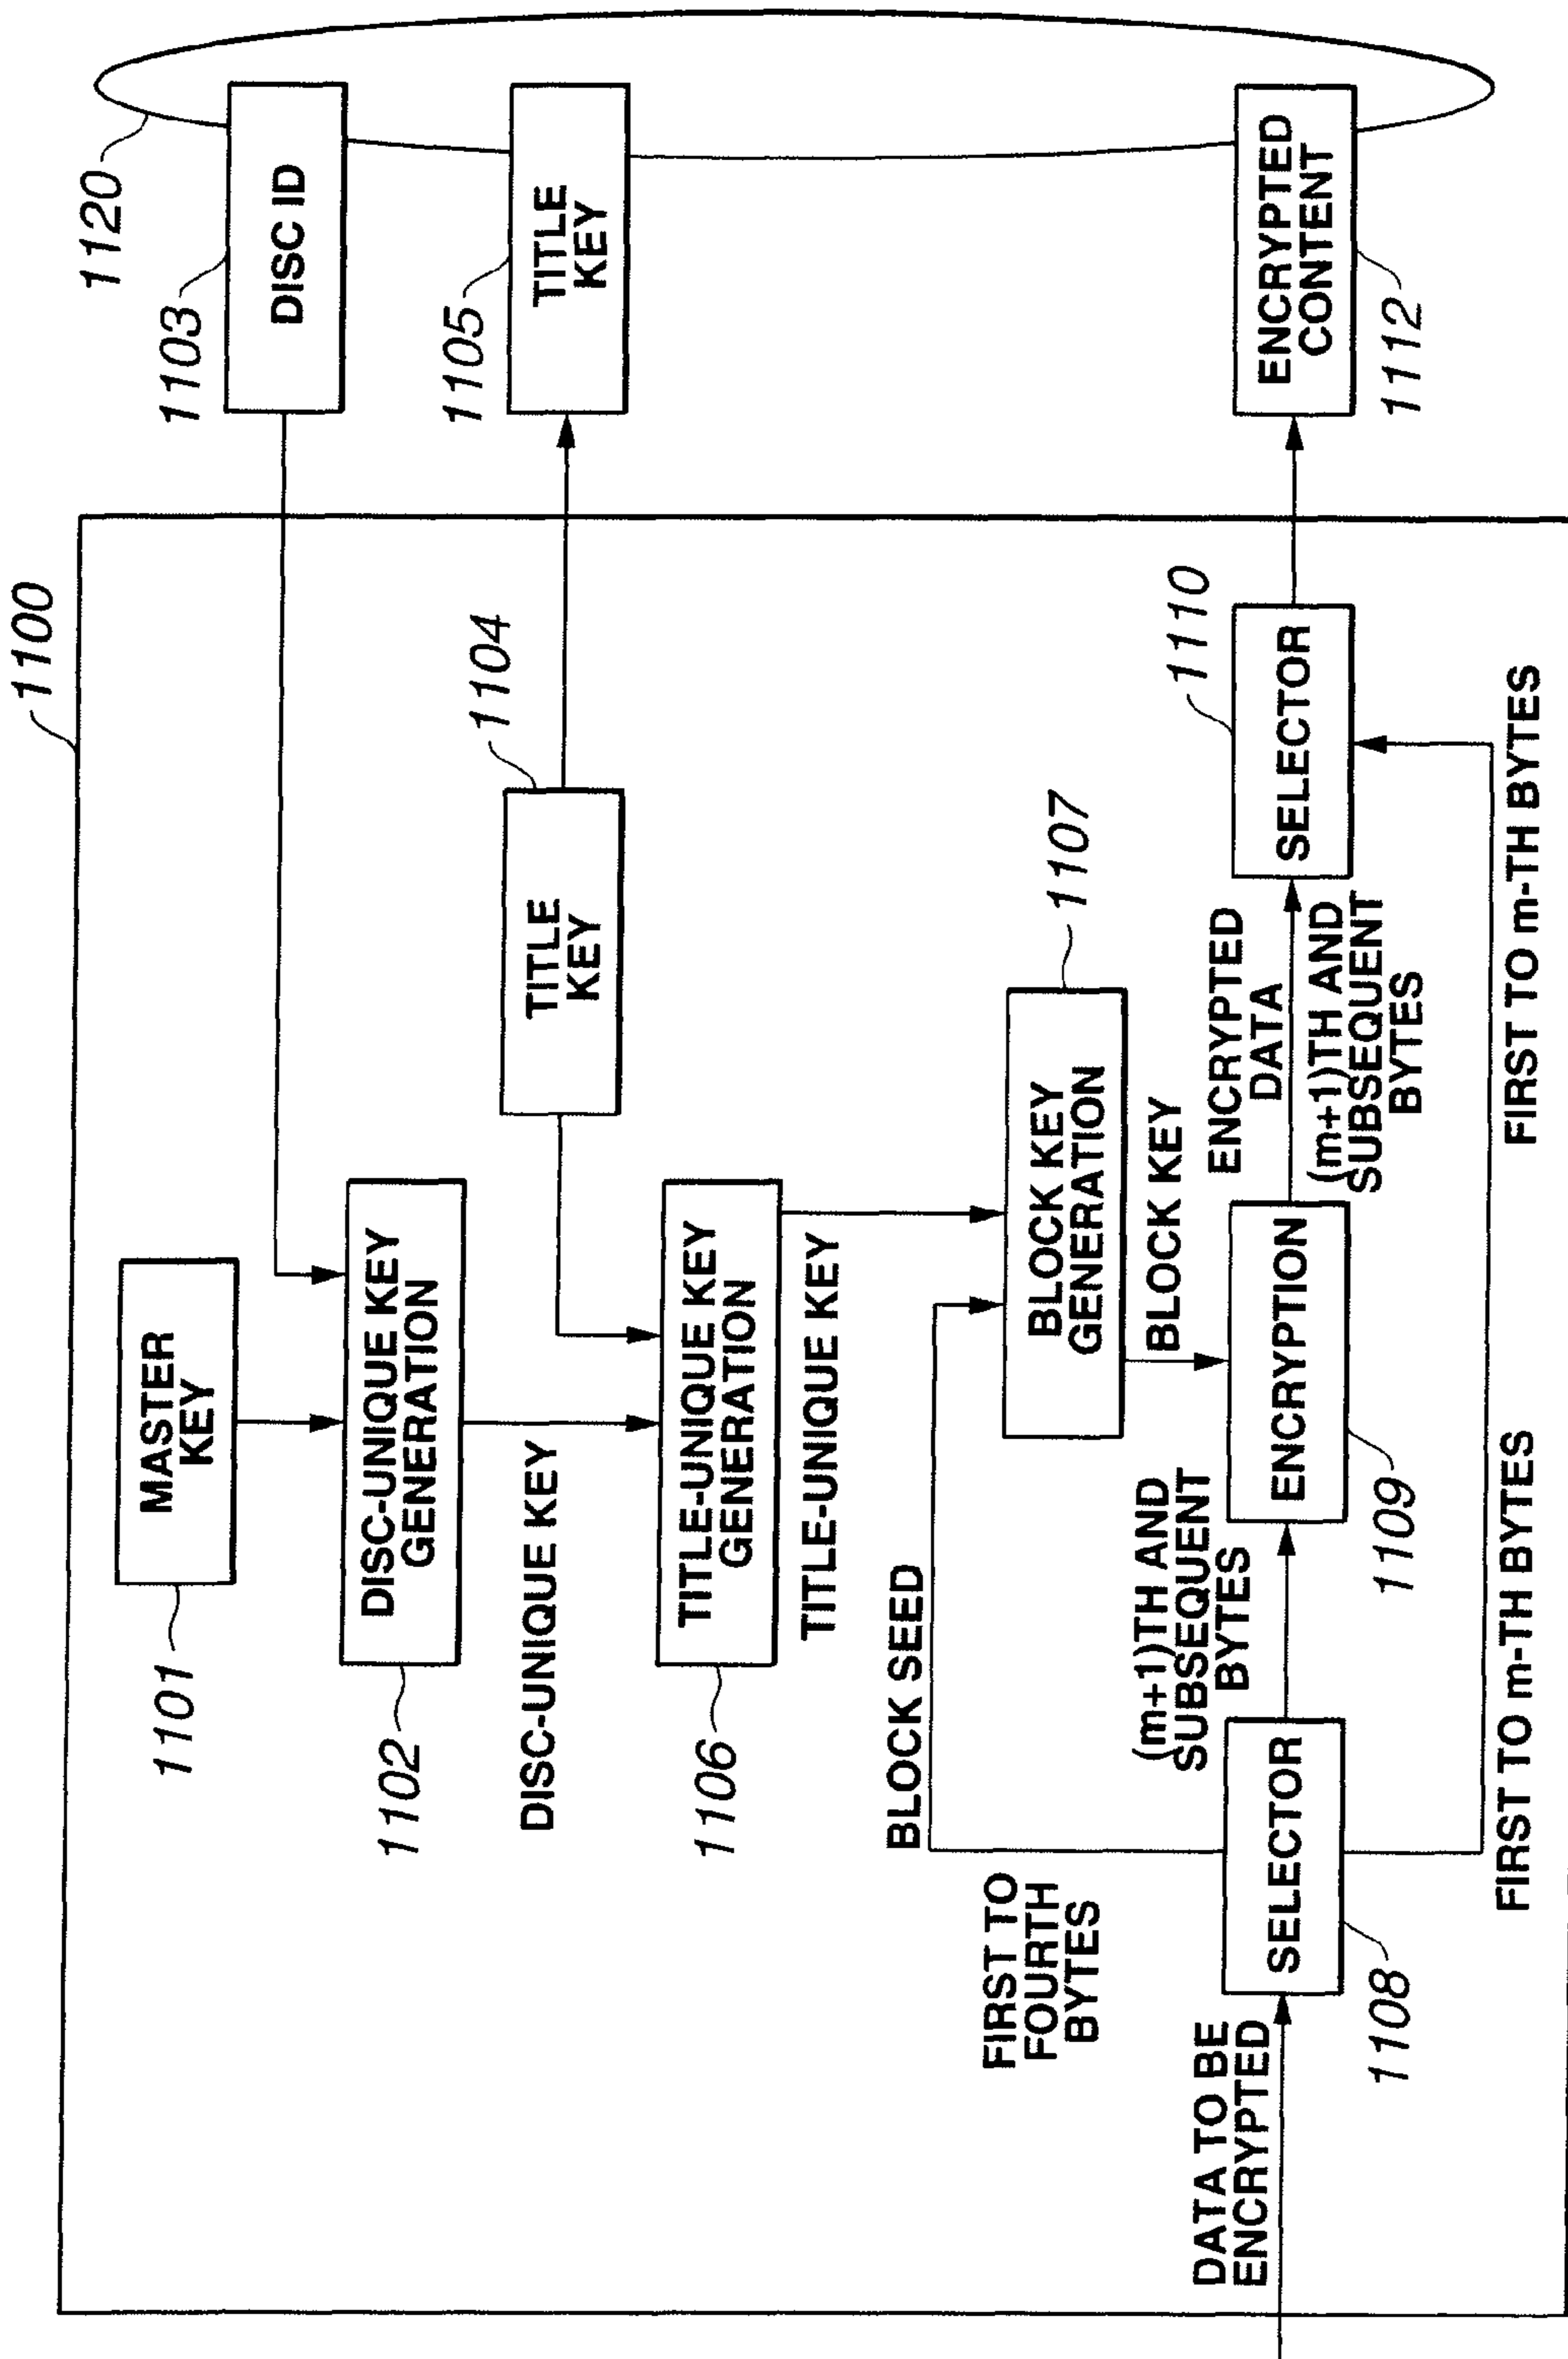 1100
1120
1103
DISC ID
1101
MASTER
KEY
1102
DISC-UNIQUE KEY
GENERATION
DISC-UNIQUE KEY
1104
TITLE
KEY
1105
TITLE
KEY
1106
TITLE-UNIQUE KEY
GENERATION
TITLE-UNIQUE KEY
BLOCK SEED
1107
BLOCK KEY
GENERATION
BLOCK KEY
FIRST TO
FOURTH
BYTES
DATA TO BE
ENCRYPTED
SELECTOR
1108
(m+1)TH AND
SUBSEQUENT
BYTES
ENCRYPTION
1109
ENCRYPTED
DATA
(m+1)TH AND
SUBSEQUENT
BYTES
1110
SELECTOR
ENCRYPTED
CONTENT
1112
FIRST TO m-TH BYTES
FIRST TO m-TH BYTES